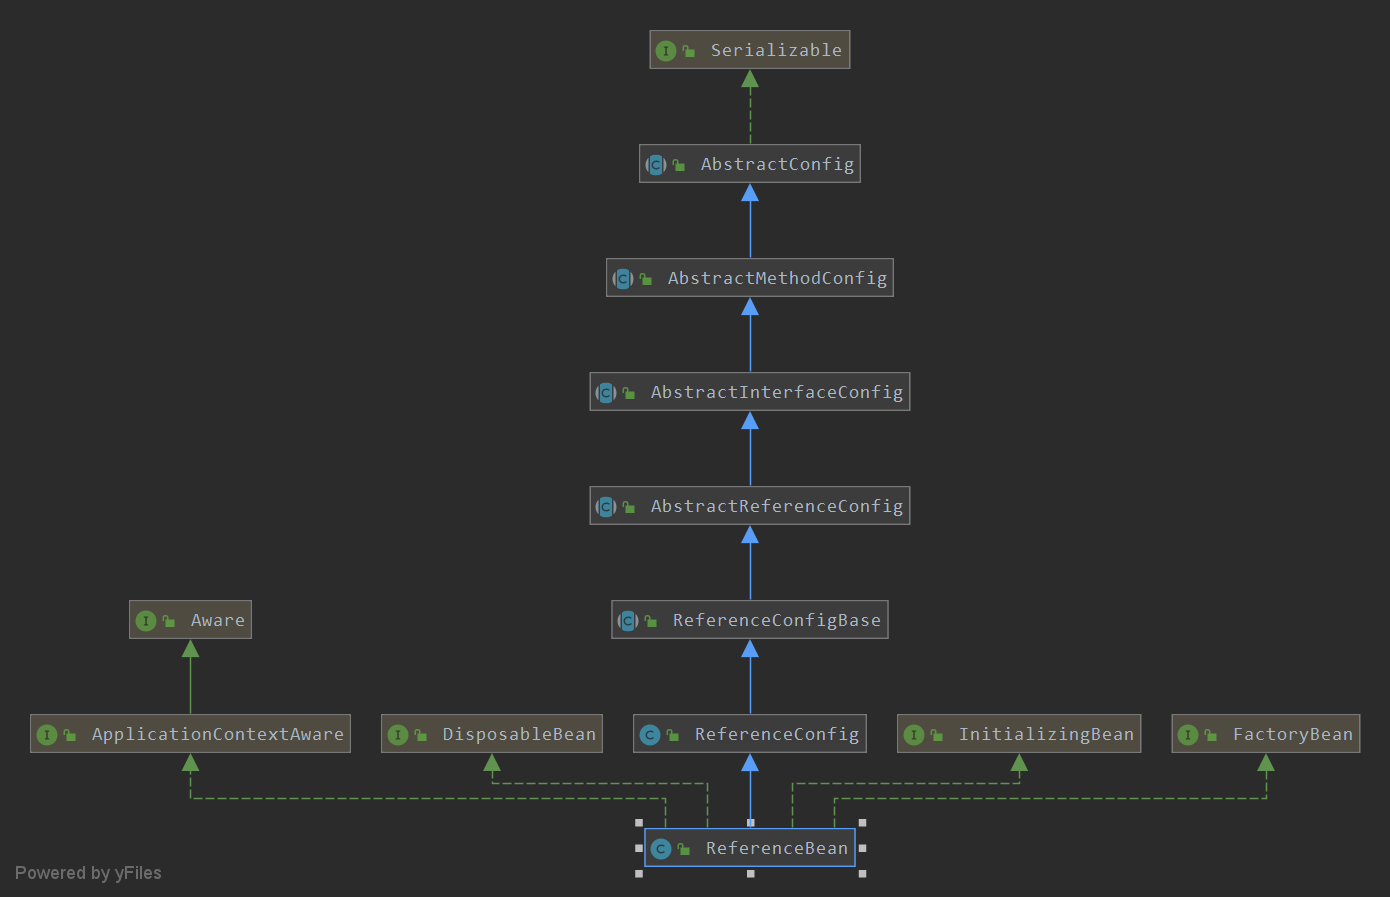 Serializable
AbstractConfig
AbstractMethodConfig
AbstractInterfaceConfig
AbstractReferenceConfig
Aware
ReferenceConfigBase
ApplicationContextAware
DisposableBean
ReferenceConfig
InitializingBean
FactoryBean
ReferenceBean
Powered by yFiles